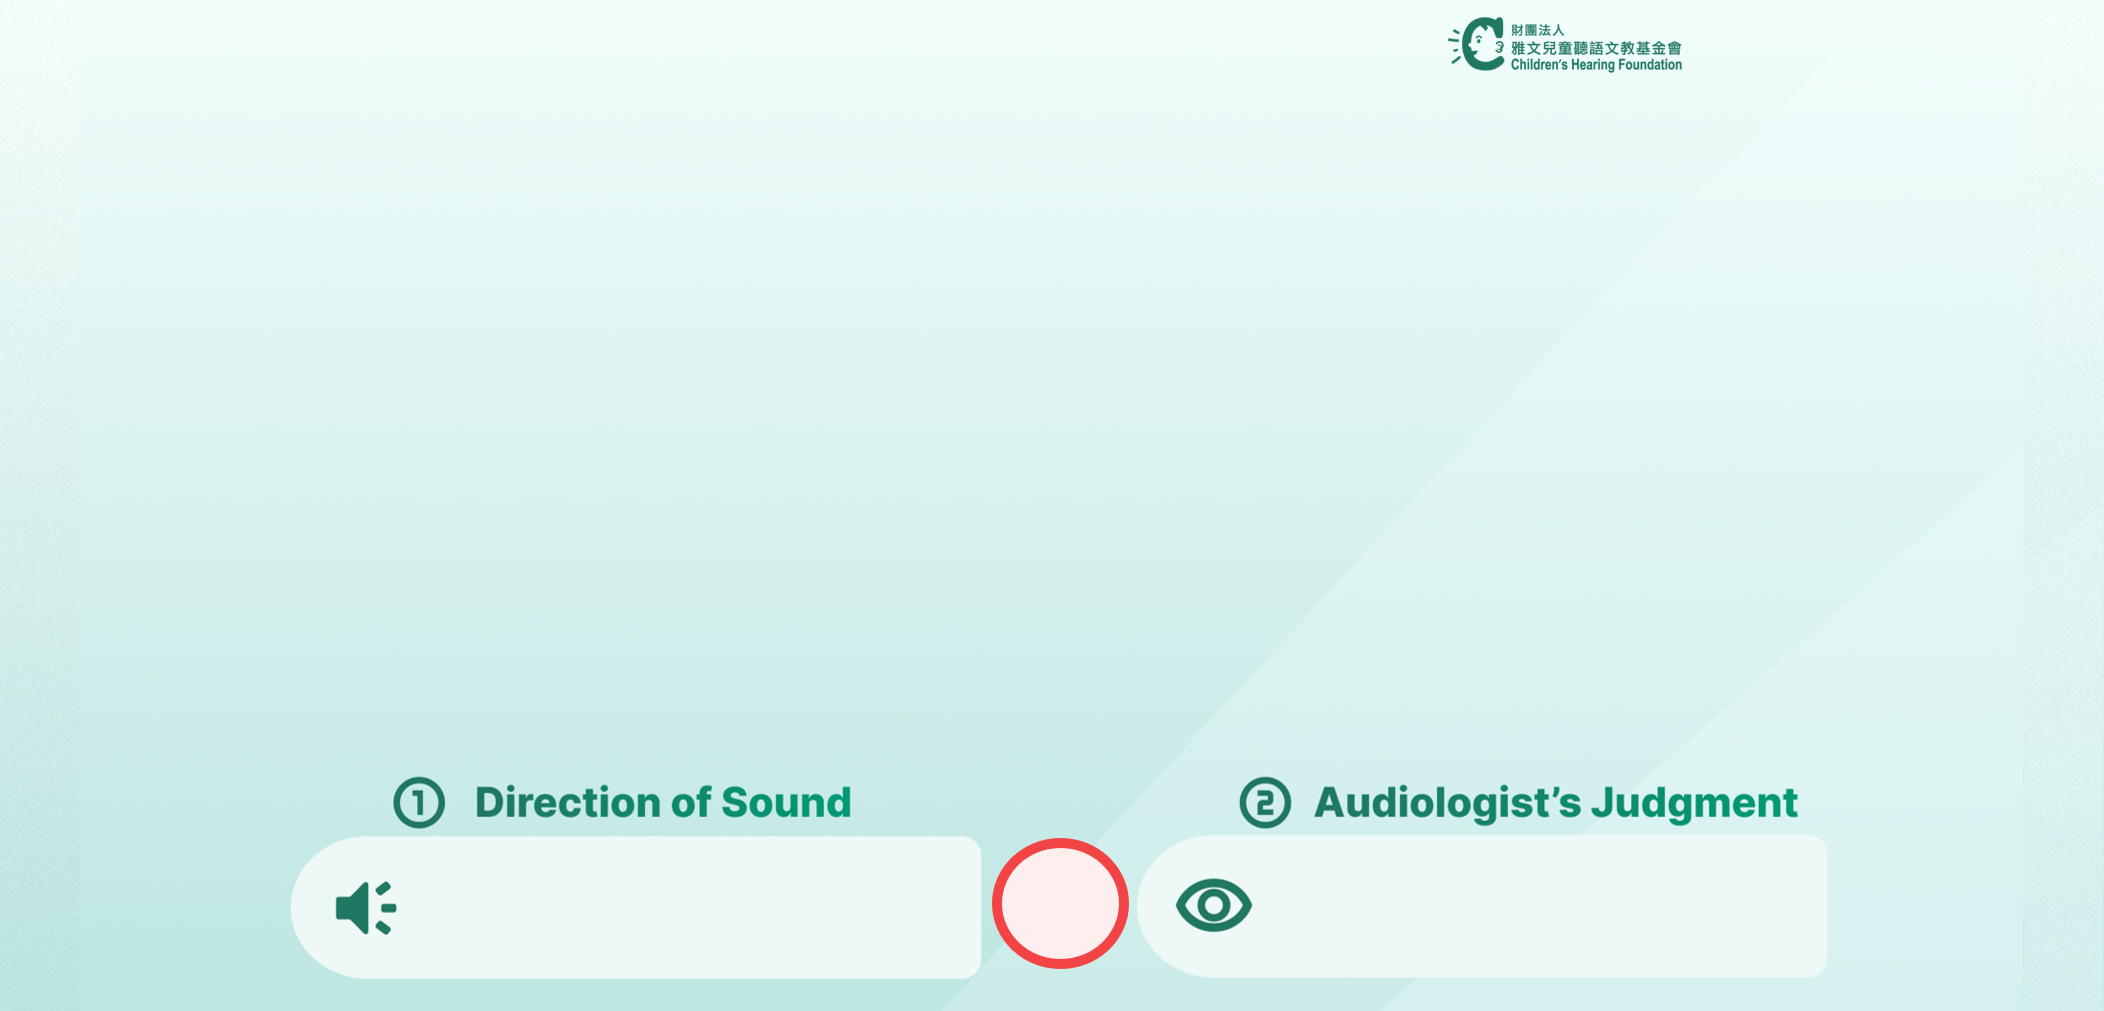 財團法人
雅文兒童聽語文教基金會
Children's Hearing Foundation
1 Direction of Sound
2 Audiologist’s Judgment